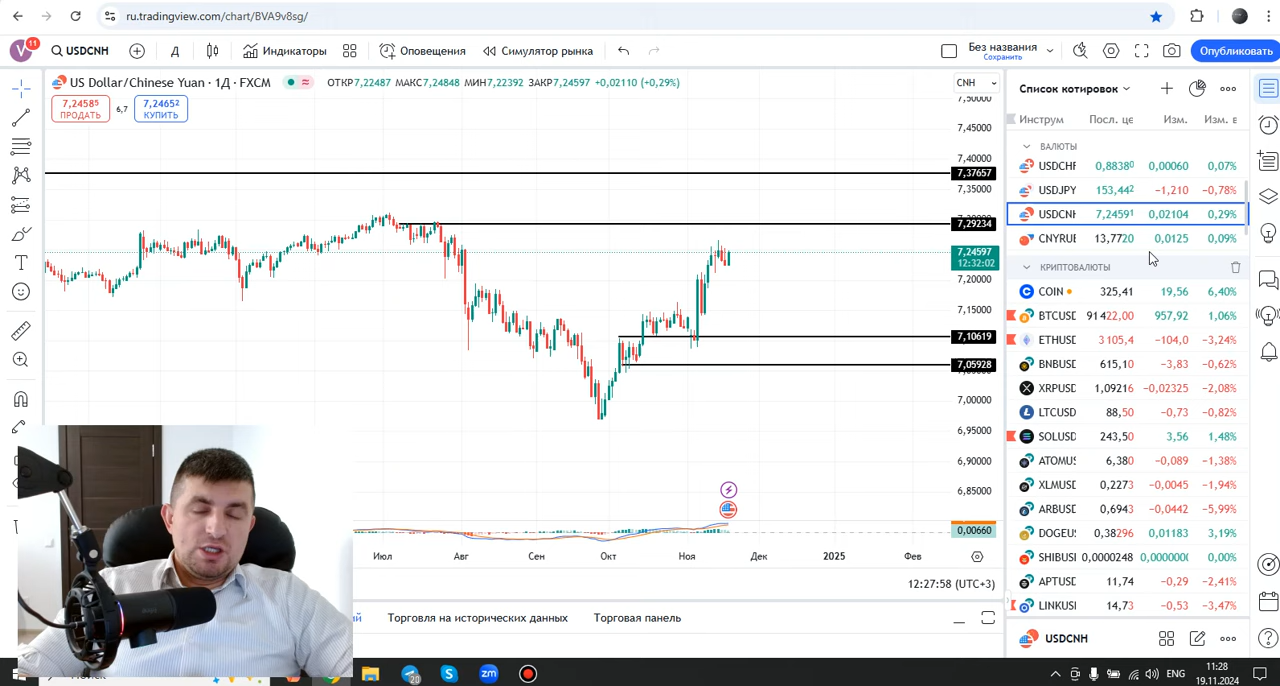 ru.tradingview.com/chart/BVA9v8sg/
V 11 USDCNH Д Индикаторы Оповещения Симулятор рынка Без названия Сохранить Опубликовать
US Dollar/Chinese Yuan · 1Д · FXCM ОТКР7,22487 МАКС7,24848 МИН7,22392 ЗАКР7,24597 +0,02110 (+0,29%)
7,24585 ПРОДАТЬ 6,7 7,24652 КУПИТЬ
CNH
7,50000
7,45000
7,40000
7,37657
7,35000
7,29234
7,24597
12:32:02
7,20000
7,15000
7,10619
7,05928
7,00000
6,95000
6,90000
6,85000
0,00660
Июл Авг Сен Окт Ноя Дек 2025 Фев
12:27:58 (UTC+3)
Торговля на исторических данных Торговая панель
Список котировок
Инструм Посл. це Изм. Изм. в
ВАЛЮТЫ
USDCHF 0,88380 0,00060 0,07%
USDJPY 153,442 −1,210 −0,78%
USDCNH 7,24591 0,02104 0,29%
CNYRUB 13,7720 0,0125 0,09%
КРИПТОВАЛЮТЫ
COIN 325,41 19,56 6,40%
BTCUSD 91 422,00 957,92 1,06%
ETHUSD 3 105,4 −104,0 −3,24%
BNBUSD 615,10 −3,83 −0,62%
XRPUSD 1,09216 −0,02325 −2,08%
LTCUSD 88,50 −0,73 −0,82%
SOLUSD 243,50 3,56 1,48%
ATOMUS 6,380 −0,089 −1,38%
XLMUSD 0,2273 −0,0045 −1,94%
ARBUSD 0,6943 −0,0442 −5,99%
DOGEUS 0,38296 0,01183 3,19%
SHIBUSI 0,0000248 0,0000000 0,00%
APTUSD 11,74 −0,29 −2,41%
LINKUSI 14,73 −0,53 −3,47%
USDCNH
20 S zm ENG 11:28
19.11.2024